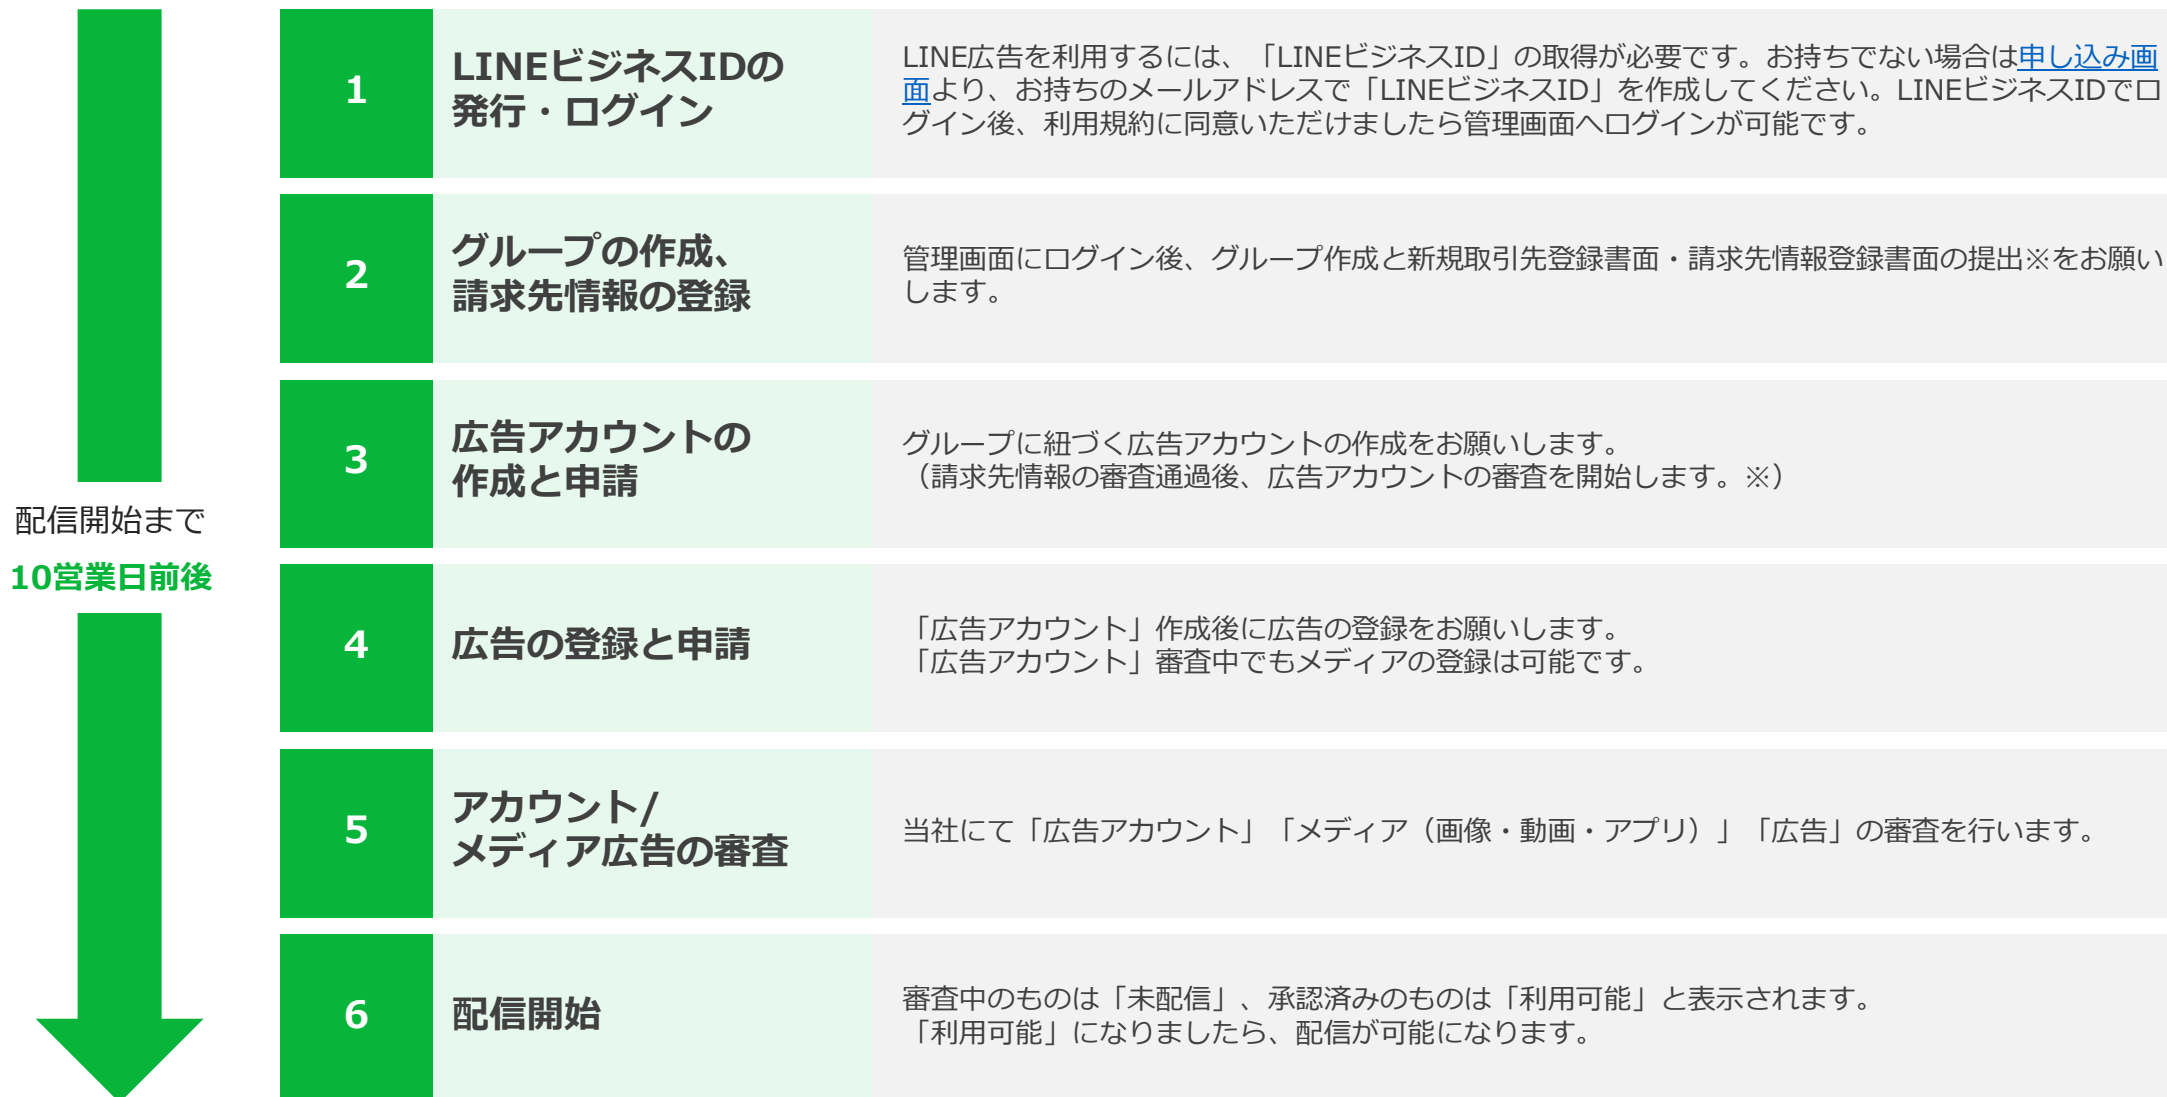 配信開始まで
10営業日前後
1
LINEビジネスIDの
発行・ログイン
LINE広告を利用するには、「LINEビジネスID」の取得が必要です。お持ちでない場合は申し込み画
面より、お持ちのメールアドレスで「LINEビジネスID」を作成してください。LINEビジネスIDでロ
グイン後、利用規約に同意いただけましたら管理画面へログインが可能です。
2
グループの作成、
請求先情報の登録
管理画面にログイン後、グループ作成と新規取引先登録書面・請求先情報登録書面の提出※をお願い
します。
3
広告アカウントの
作成と申請
グループに紐づく広告アカウントの作成をお願いします。
（請求先情報の審査通過後、広告アカウントの審査を開始します。※）
4
広告の登録と申請
「広告アカウント」作成後に広告の登録をお願いします。
「広告アカウント」審査中でもメディアの登録は可能です。
5
アカウント/
メディア広告の審査
当社にて「広告アカウント」「メディア（画像・動画・アプリ）」「広告」の審査を行います。
6
配信開始
審査中のものは「未配信」、承認済みのものは「利用可能」と表示されます。
「利用可能」になりましたら、配信が可能になります。